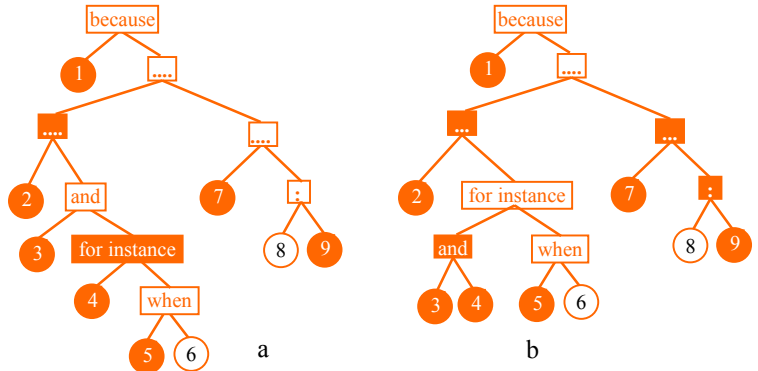 because
1
....
....
....
2
and
7
:
3
for instance
8
9
4
when
5
6
a
because
1
...
...
...
2
for instance
7
:
and
when
8
9
3
4
5
6
b